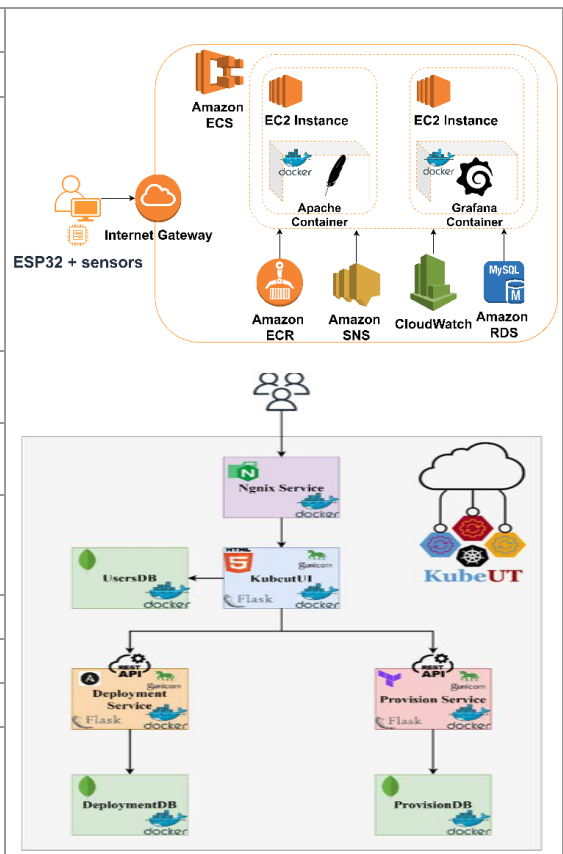 Amazon
ECS
EC2 Instance
EC2 Instance
docker
docker
Apache
Container
Grafana
Container
Internet Gateway
ESP32 + sensors
Amazon
ECR
Amazon
SNS
CloudWatch
MySQL
M
Amazon
RDS
N
Ngnix Service
docker
KubeUT
HTML
5
gunicorn
KubeutUI
Flask
docker
UsersDB
docker
REST
API
REST
API
A
gunicorn
Deployment
Service
Flask
docker
gunicorn
Provision Service
Flask
docker
DeploymentDB
docker
ProvisionDB
docker